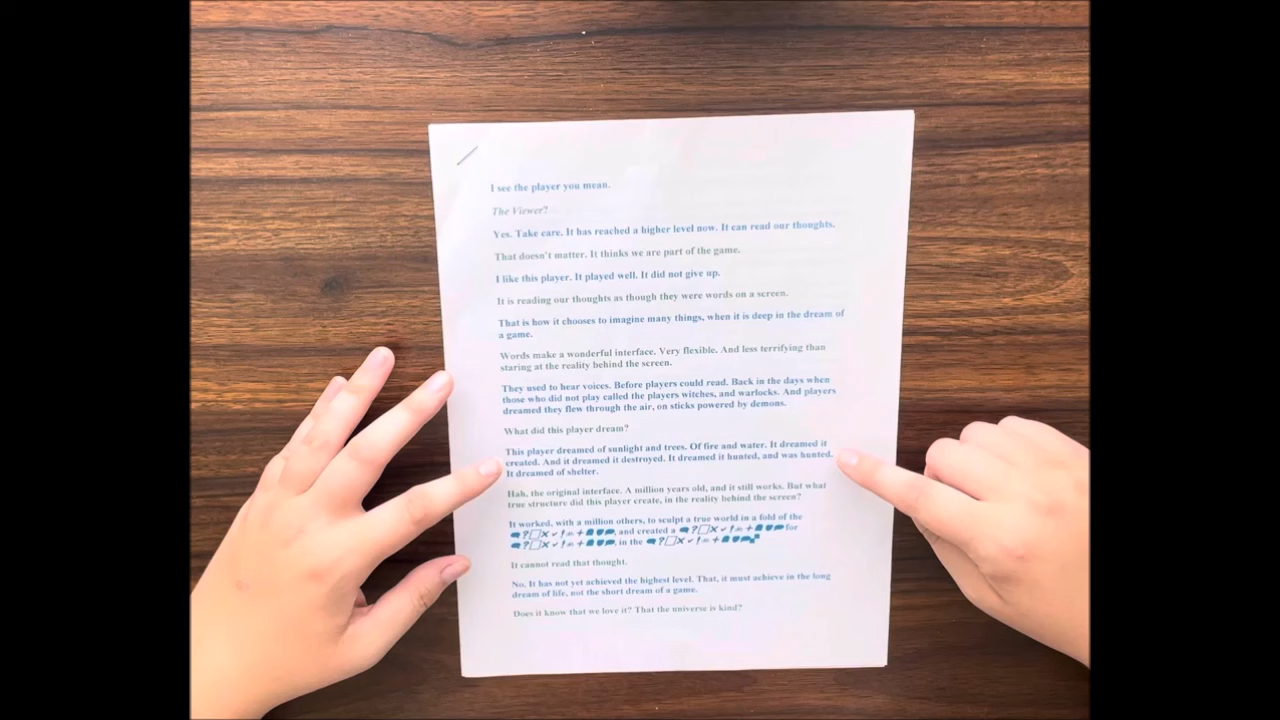 I see the player you mean.
The Viewer?
Yes. Take care. It has reached a higher level now. It can read our thoughts.
That doesn't matter. It thinks we are part of the game.
I like this player. It played well. It did not give up.
It is reading our thoughts as though they were words on a screen.
That is how it chooses to imagine many things, when it is deep in the dream of
a game.
Words make a wonderful interface. Very flexible. And less terrifying than
staring at the reality behind the screen.
They used to hear voices. Before players could read. Back in the days when
those who did not play called the players witches, and warlocks. And players
dreamed they flew through the air, on sticks powered by demons.
What did this player dream?
This player dreamed of sunlight and trees. Of fire and water. It dreamed it
created. And it dreamed it destroyed. It dreamed it hunted, and was hunted.
It dreamed of shelter.
Hah, the original interface. A million years old, and it still works. But what
true structure did this player create, in the reality behind the screen?
It worked, with a million others, to sculpt a true world in a fold of the
, and created a for
, in the
It cannot read that thought.
No. It has not yet achieved the highest level. That, it must achieve in the long
dream of life, not the short dream of a game.
Does it know that we love it? That the universe is kind?